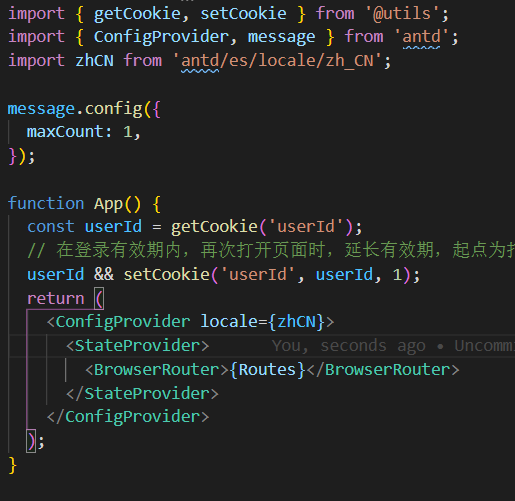 import { getCookie, setCookie } from '@utils';
import { ConfigProvider, message } from 'antd';
import zhCN from 'antd/es/locale/zh_CN';
message.config({
maxCount: 1,
});
function App() {
const userId = getCookie('userId');
// 在登录有效期内，再次打开页面时，延长有效期，起点为
userId && setCookie('userId', userId, 1);
return (
<ConfigProvider locale={zhCN}>
<StateProvider> You, seconds ago • Uncommi
<BrowserRouter>{Routes}</BrowserRouter>
</StateProvider>
</ConfigProvider>
);
}